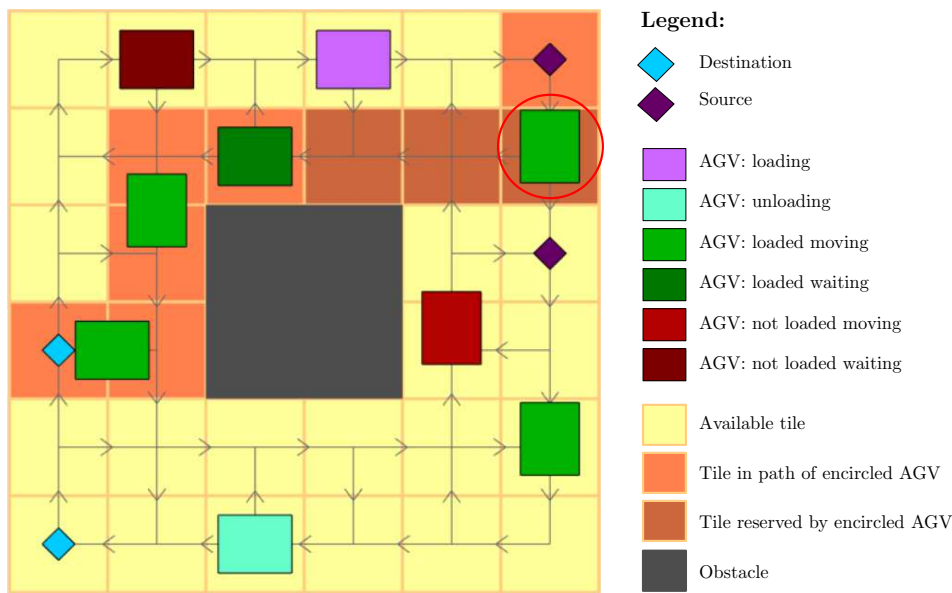 Legend:
Destination
Source
AGV: loading
AGV: unloading
AGV: loaded moving
AGV: loaded waiting
AGV: not loaded moving
AGV: not loaded waiting
Available tile
Tile in path of encircled AGV
Tile reserved by encircled AGV
Obstacle